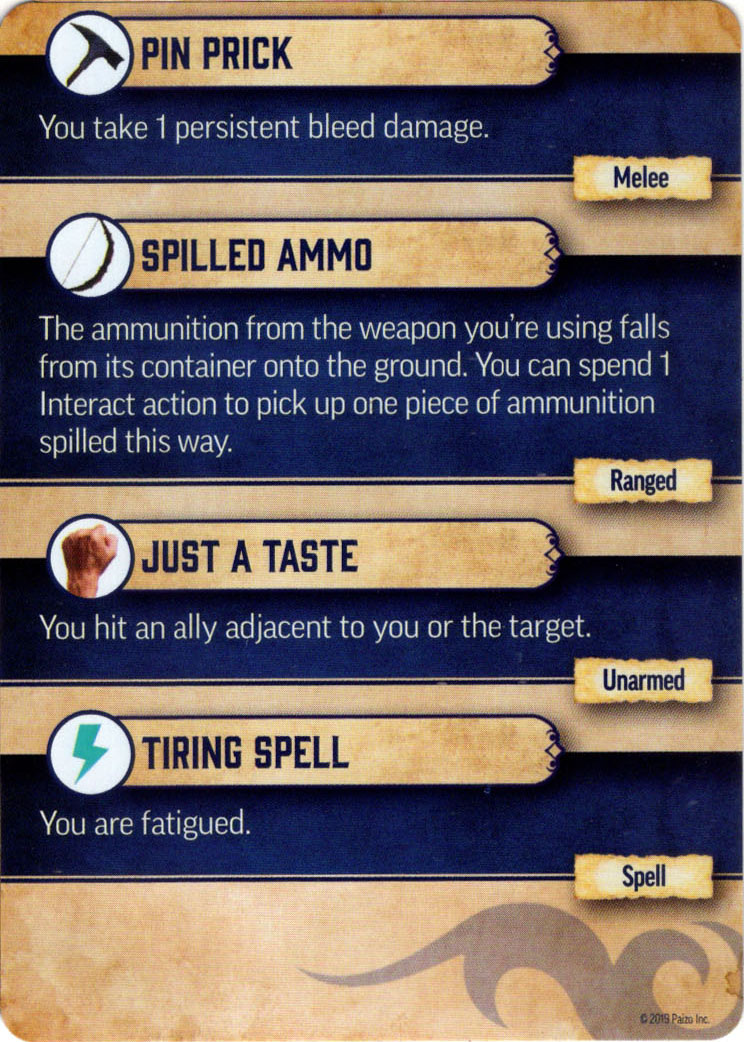 PIN PRICK
You take 1 persistent bleed damage.
Melee
SPILLED AMMO
The ammunition from the weapon you're using falls
from its container onto the ground. You can spend 1
Interact action to pick up one piece of ammunition
spilled this way.
Ranged
JUST A TASTE
You hit an ally adjacent to you or the target.
Unarmed
TIRING SPELL
You are fatigued.
Spell
© 2019 Paizo Inc.